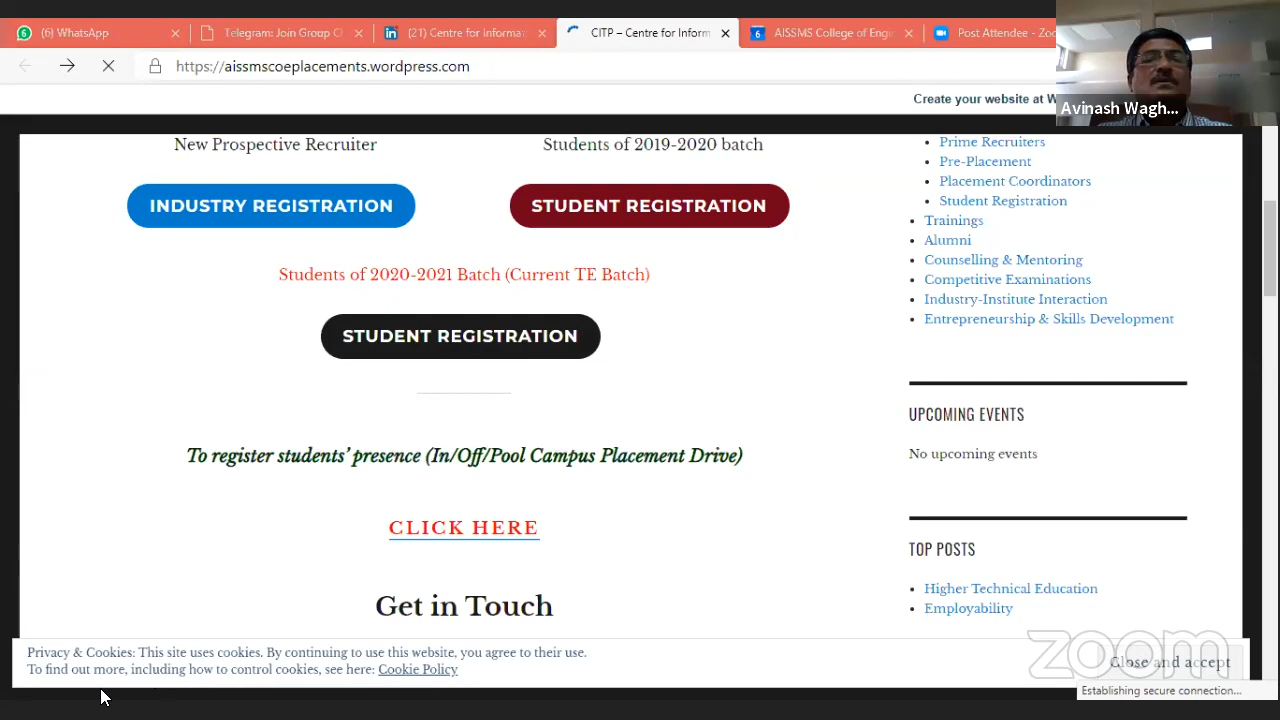 (6) WhatsApp
Telegram: Join Group C
(21) Centre for informat
CITP – Centre for Inform
AISSMS College of Engi
Post Attendee - Zoo
https://aissmscoeplacements.wordpress.com
Create your website at W
Avinash Wagh...
New Prospective Recruiter
Students of 2019-2020 batch
INDUSTRY REGISTRATION
STUDENT REGISTRATION
Students of 2020-2021 Batch (Current TE Batch)
STUDENT REGISTRATION
To register students’ presence (In/Off/Pool Campus Placement Drive)
CLICK HERE
Get in Touch
Prime Recruiters
Pre-Placement
Placement Coordinators
Student Registration
Trainings
Alumni
Counselling & Mentoring
Competitive Examinations
Industry-Institute Interaction
Entrepreneurship & Skills Development
UPCOMING EVENTS
No upcoming events
TOP POSTS
Higher Technical Education
Employability
Privacy & Cookies: This site uses cookies. By continuing to use this website, you agree to their use.
To find out more, including how to control cookies, see here: Cookie Policy
Close and accept
zoom
Establishing secure connection...